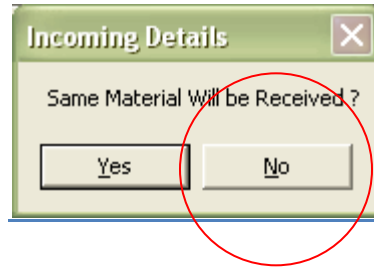 Incoming Details
Same Material Will be Received ?
Yes
No